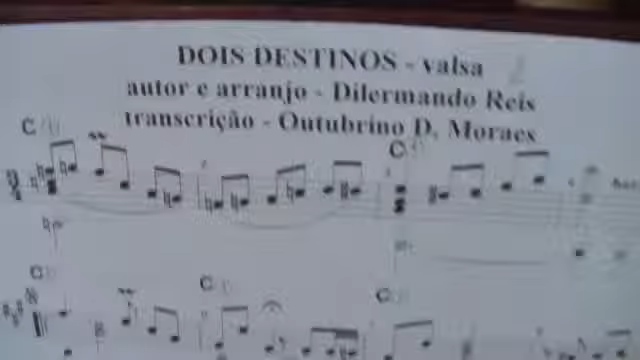 DOIS DESTINOS - valsa
autor e arranjo - Dilermando Reis
transcrição - Outubrino D. Moraes